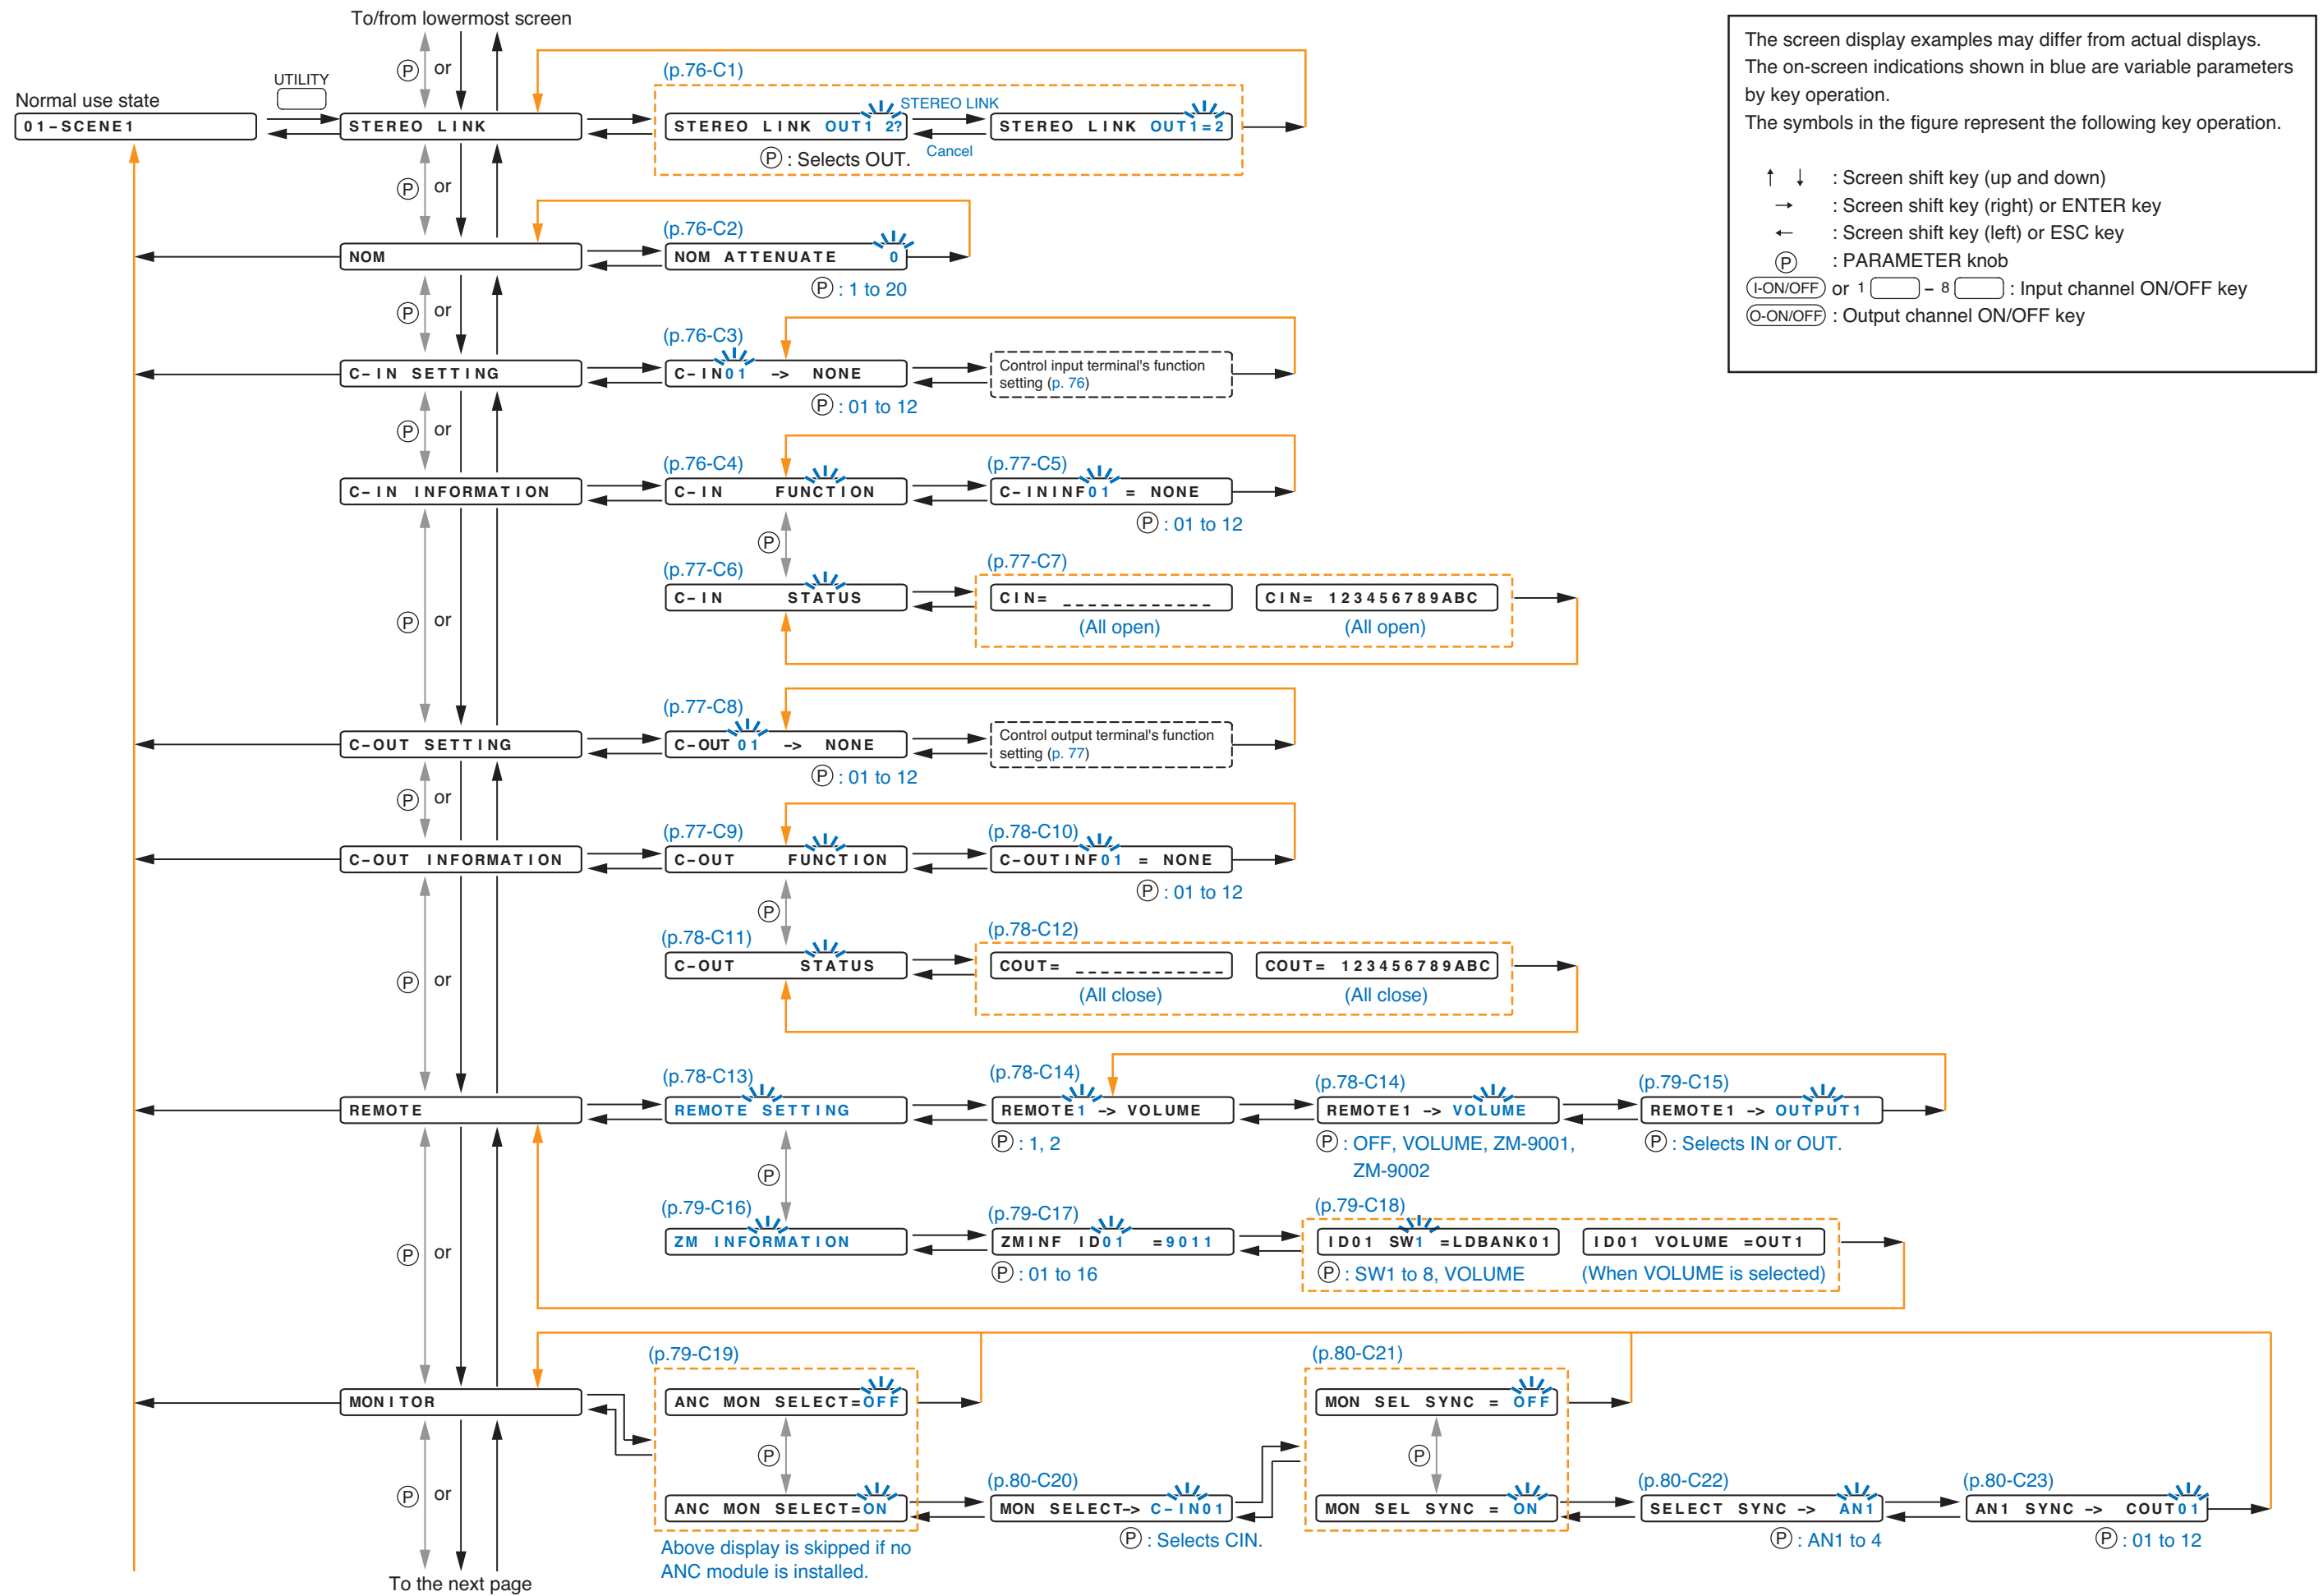 To/from lowermost screen
Ⓟ or
UTILITY
Normal use state
01-SCENE1
STEREO LINK
(p.76-C1)
STEREO LINK OUT1 2?
STEREO LINK
Cancel
STEREO LINK OUT1=2
Ⓟ : Selects OUT.
Ⓟ or
NOM
(p.76-C2)
NOM ATTENUATE 0
Ⓟ : 1 to 20
Ⓟ or
C-IN SETTING
(p.76-C3)
C-IN01 -> NONE
Control input terminal's function
setting (p. 76)
Ⓟ : 01 to 12
Ⓟ or
C-IN INFORMATION
(p.76-C4)
C-IN FUNCTION
(p.77-C5)
C-ININF01 = NONE
Ⓟ : 01 to 12
Ⓟ
(p.77-C6)
C-IN STATUS
(p.77-C7)
CIN= _ _ _ _ _ _ _ _ _ _ _ _
CIN= 123456789ABC
(All open)
(All open)
Ⓟ or
C-OUT SETTING
(p.77-C8)
C-OUT 01 -> NONE
Control output terminal's function
setting (p. 77)
Ⓟ : 01 to 12
Ⓟ or
C-OUT INFORMATION
(p.77-C9)
C-OUT FUNCTION
(p.78-C10)
C-OUTINF01 = NONE
Ⓟ : 01 to 12
Ⓟ
(p.78-C11)
C-OUT STATUS
(p.78-C12)
COUT= _ _ _ _ _ _ _ _ _ _ _ _
COUT= 123456789ABC
(All close)
(All close)
Ⓟ or
REMOTE
(p.78-C13)
REMOTE SETTING
(p.78-C14)
REMOTE1 -> VOLUME
Ⓟ : 1, 2
(p.78-C14)
REMOTE1 -> VOLUME
Ⓟ : OFF, VOLUME, ZM-9001,
ZM-9002
(p.79-C15)
REMOTE1 -> OUTPUT1
Ⓟ : Selects IN or OUT.
Ⓟ
(p.79-C16)
ZM INFORMATION
(p.79-C17)
ZMINF ID01 =9011
Ⓟ : 01 to 16
(p.79-C18)
ID01 SW1 =LDBANK01
ID01 VOLUME =OUT1
Ⓟ : SW1 to 8, VOLUME
(When VOLUME is selected)
Ⓟ or
MONITOR
(p.79-C19)
ANC MON SELECT=OFF
Ⓟ
ANC MON SELECT=ON
Above display is skipped if no
ANC module is installed.
(p.80-C20)
MON SELECT-> C-IN01
Ⓟ : Selects CIN.
(p.80-C21)
MON SEL SYNC = OFF
Ⓟ
MON SEL SYNC = ON
(p.80-C22)
SELECT SYNC -> AN1
Ⓟ : AN1 to 4
(p.80-C23)
AN1 SYNC -> COUT01
Ⓟ : 01 to 12
Ⓟ or
To the next page
The screen display examples may differ from actual displays.
The on-screen indications shown in blue are variable parameters
by key operation.
The symbols in the figure represent the following key operation.
↑ ↓ : Screen shift key (up and down)
→ : Screen shift key (right) or ENTER key
← : Screen shift key (left) or ESC key
Ⓟ : PARAMETER knob
I-ON/OFF or 1 – 8 : Input channel ON/OFF key
O-ON/OFF : Output channel ON/OFF key